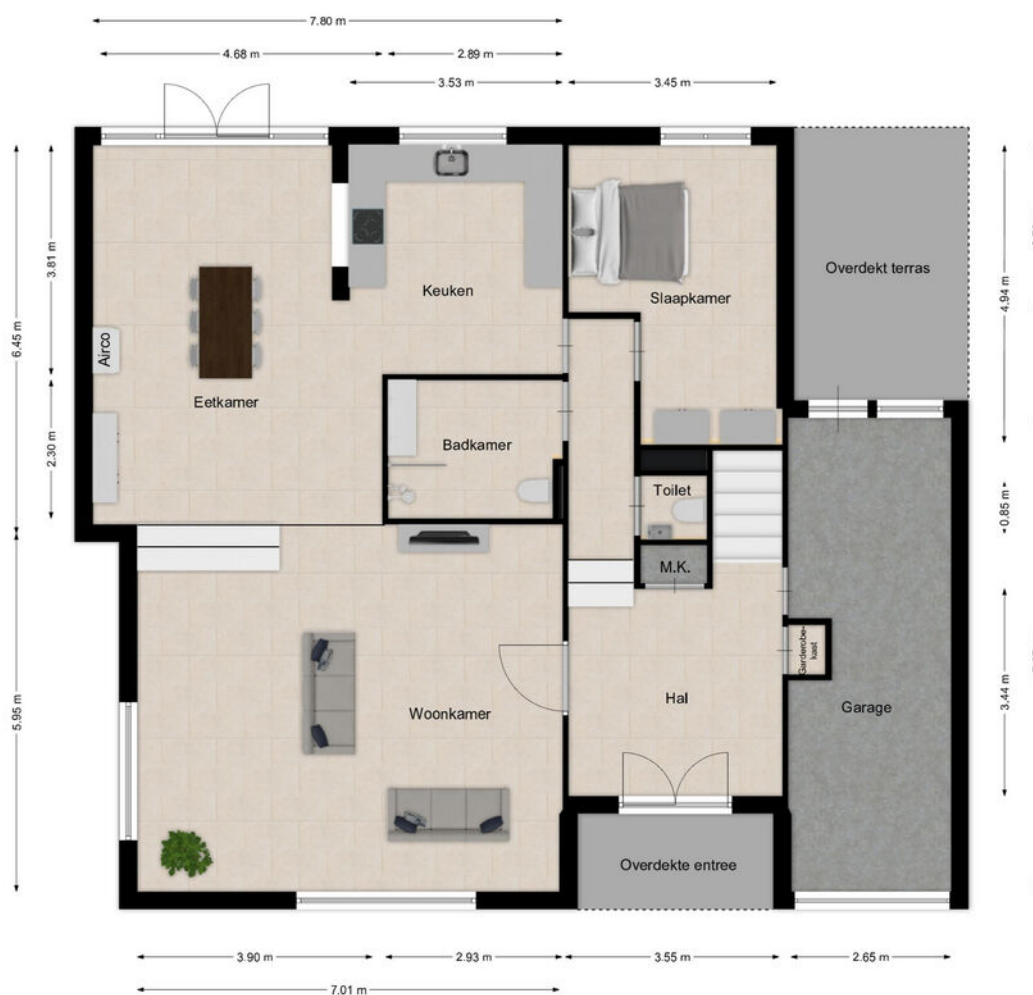 7.80 m
4.68 m
2.89 m
3.53 m
3.45 m
Overdekt terras
Keuken
Slaapkamer
3.81 m
4.94 m
6.45 m
Airco
Eetkamer
Badkamer
2.30 m
Toilet
0.85 m
M.K.
Garderobe-
kast
Hal
Garage
Woonkamer
3.44 m
5.95 m
Overdekte entree
3.90 m
2.93 m
3.55 m
2.65 m
7.01 m